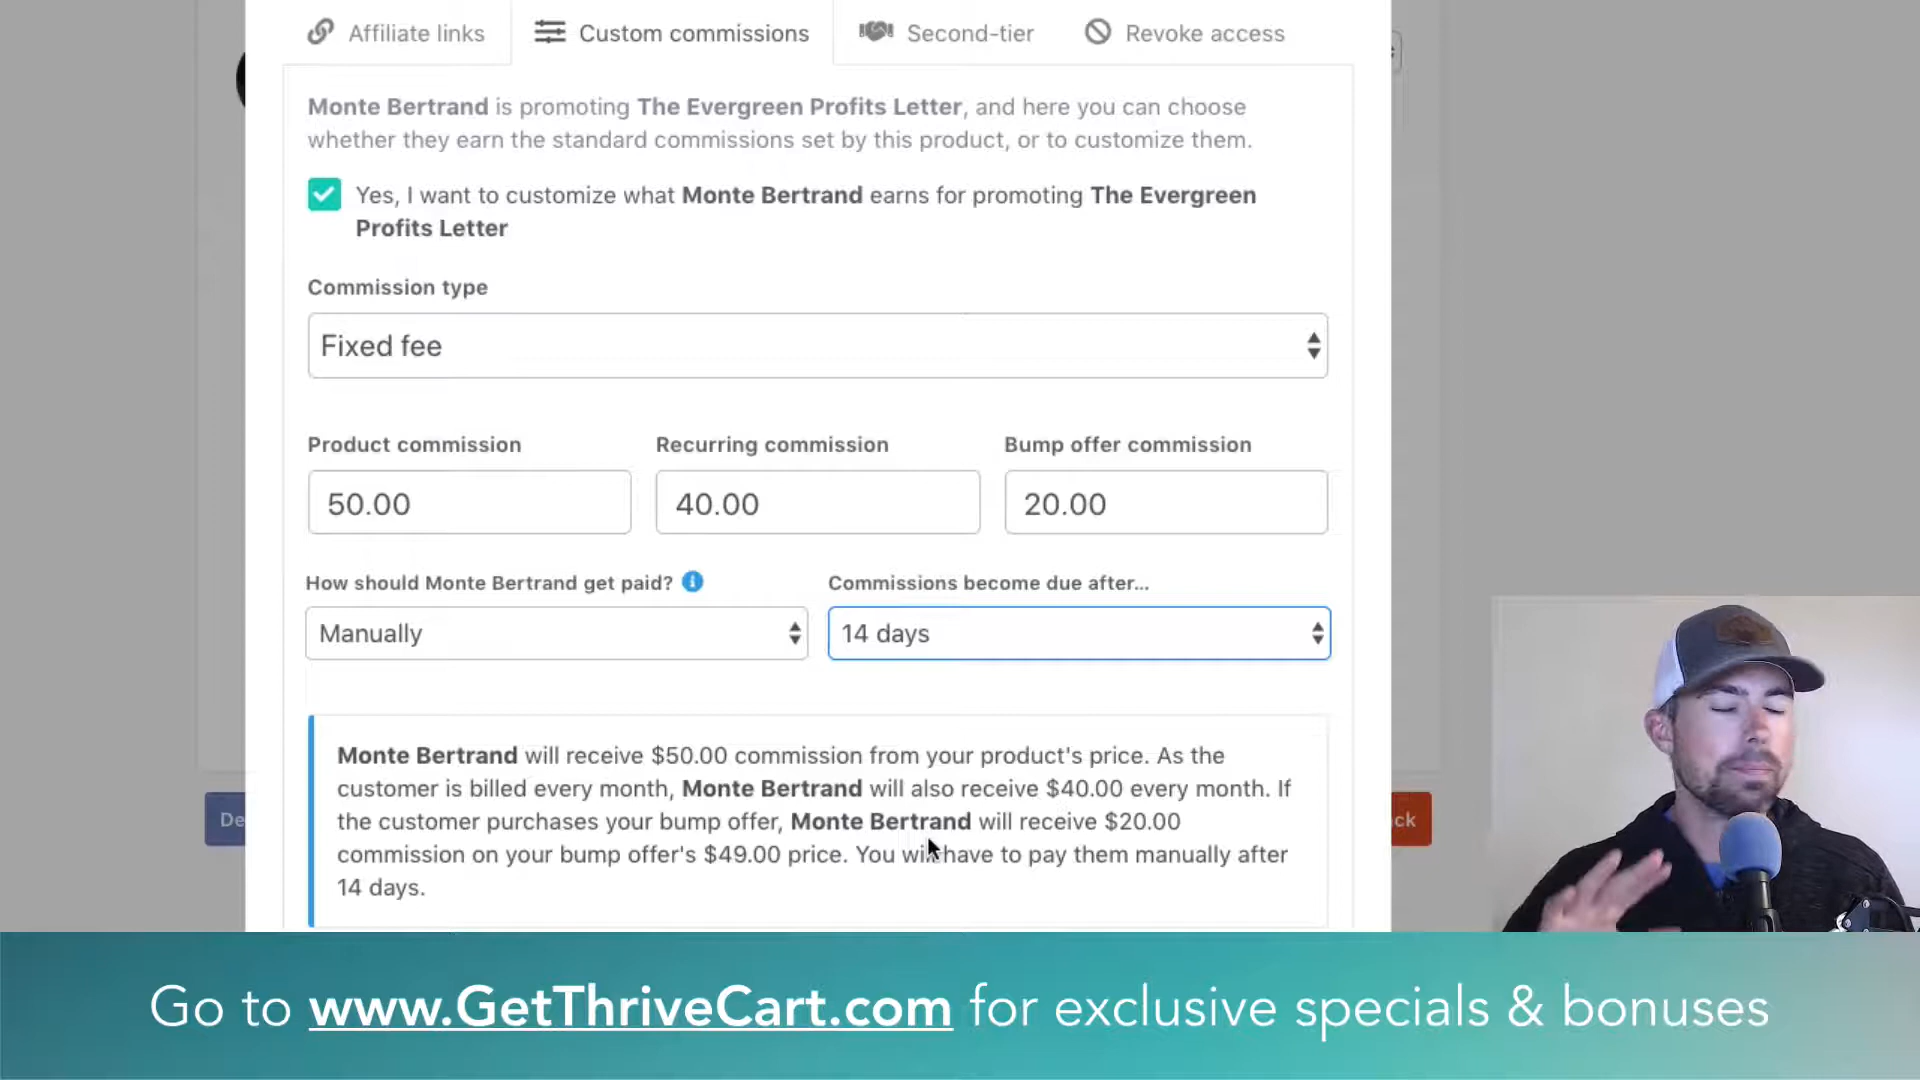 Affiliate links
Custom commissions
Second-tier
Revoke access
Monte Bertrand is promoting The Evergreen Profits Letter, and here you can choose
whether they earn the standard commissions set by this product, or to customize them.
Yes, I want to customize what Monte Bertrand earns for promoting The Evergreen
Profits Letter
Commission type
Fixed fee
Product commission
Recurring commission
Bump offer commission
50.00
40.00
20.00
How should Monte Bertrand get paid?
Commissions become due after...
Manually
14 days
Monte Bertrand will receive $50.00 commission from your product's price. As the
customer is billed every month, Monte Bertrand will also receive $40.00 every month. If
the customer purchases your bump offer, Monte Bertrand will receive $20.00
commission on your bump offer's $49.00 price. You will have to pay them manually after
14 days.
De
ck
Go to www.GetThriveCart.com for exclusive specials & bonuses